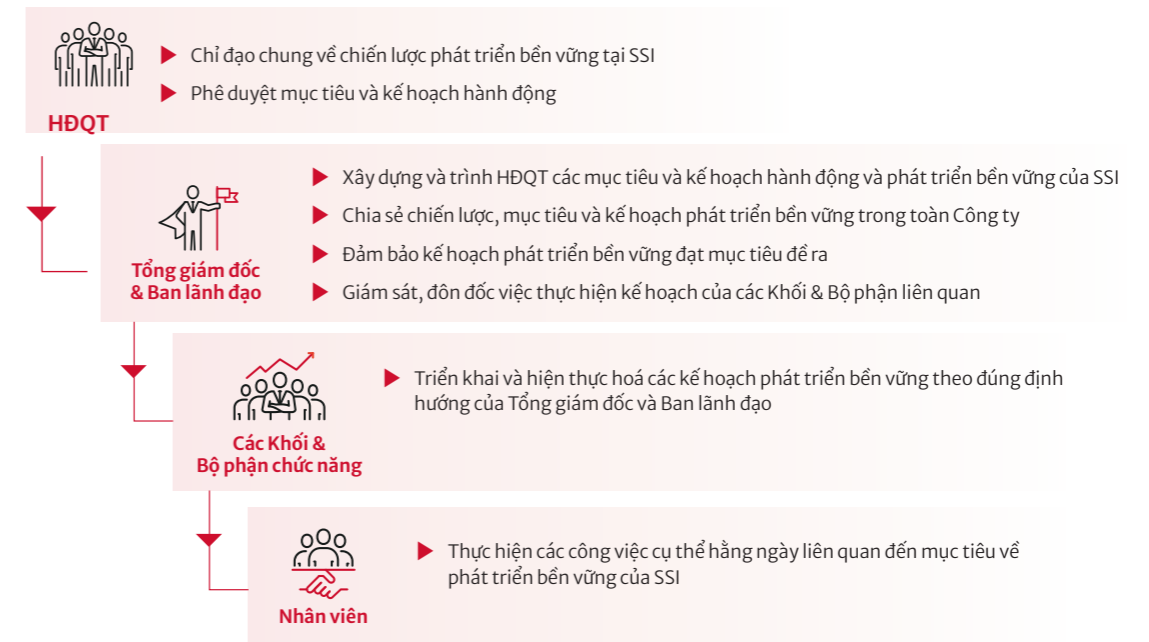 Chỉ đạo chung về chiến lược phát triển bền vững tại SSI
Phê duyệt mục tiêu và kế hoạch hành động
HĐQT
Xây dựng và trình HĐQT các mục tiêu và kế hoạch hành động và phát triển bền vững của SSI
Chia sẻ chiến lược, mục tiêu và kế hoạch phát triển bền vững trong toàn Công ty
Đảm bảo kế hoạch phát triển bền vững đạt mục tiêu đề ra
Giám sát, đôn đốc việc thực hiện kế hoạch của các Khối & Bộ phận liên quan
Tổng giám đốc
& Ban lãnh đạo
Triển khai và hiện thực hoá các kế hoạch phát triển bền vững theo đúng định
hướng của Tổng giám đốc và Ban lãnh đạo
Các Khối &
Bộ phận chức năng
Thực hiện các công việc cụ thể hằng ngày liên quan đến mục tiêu về
phát triển bền vững của SSI
Nhân viên